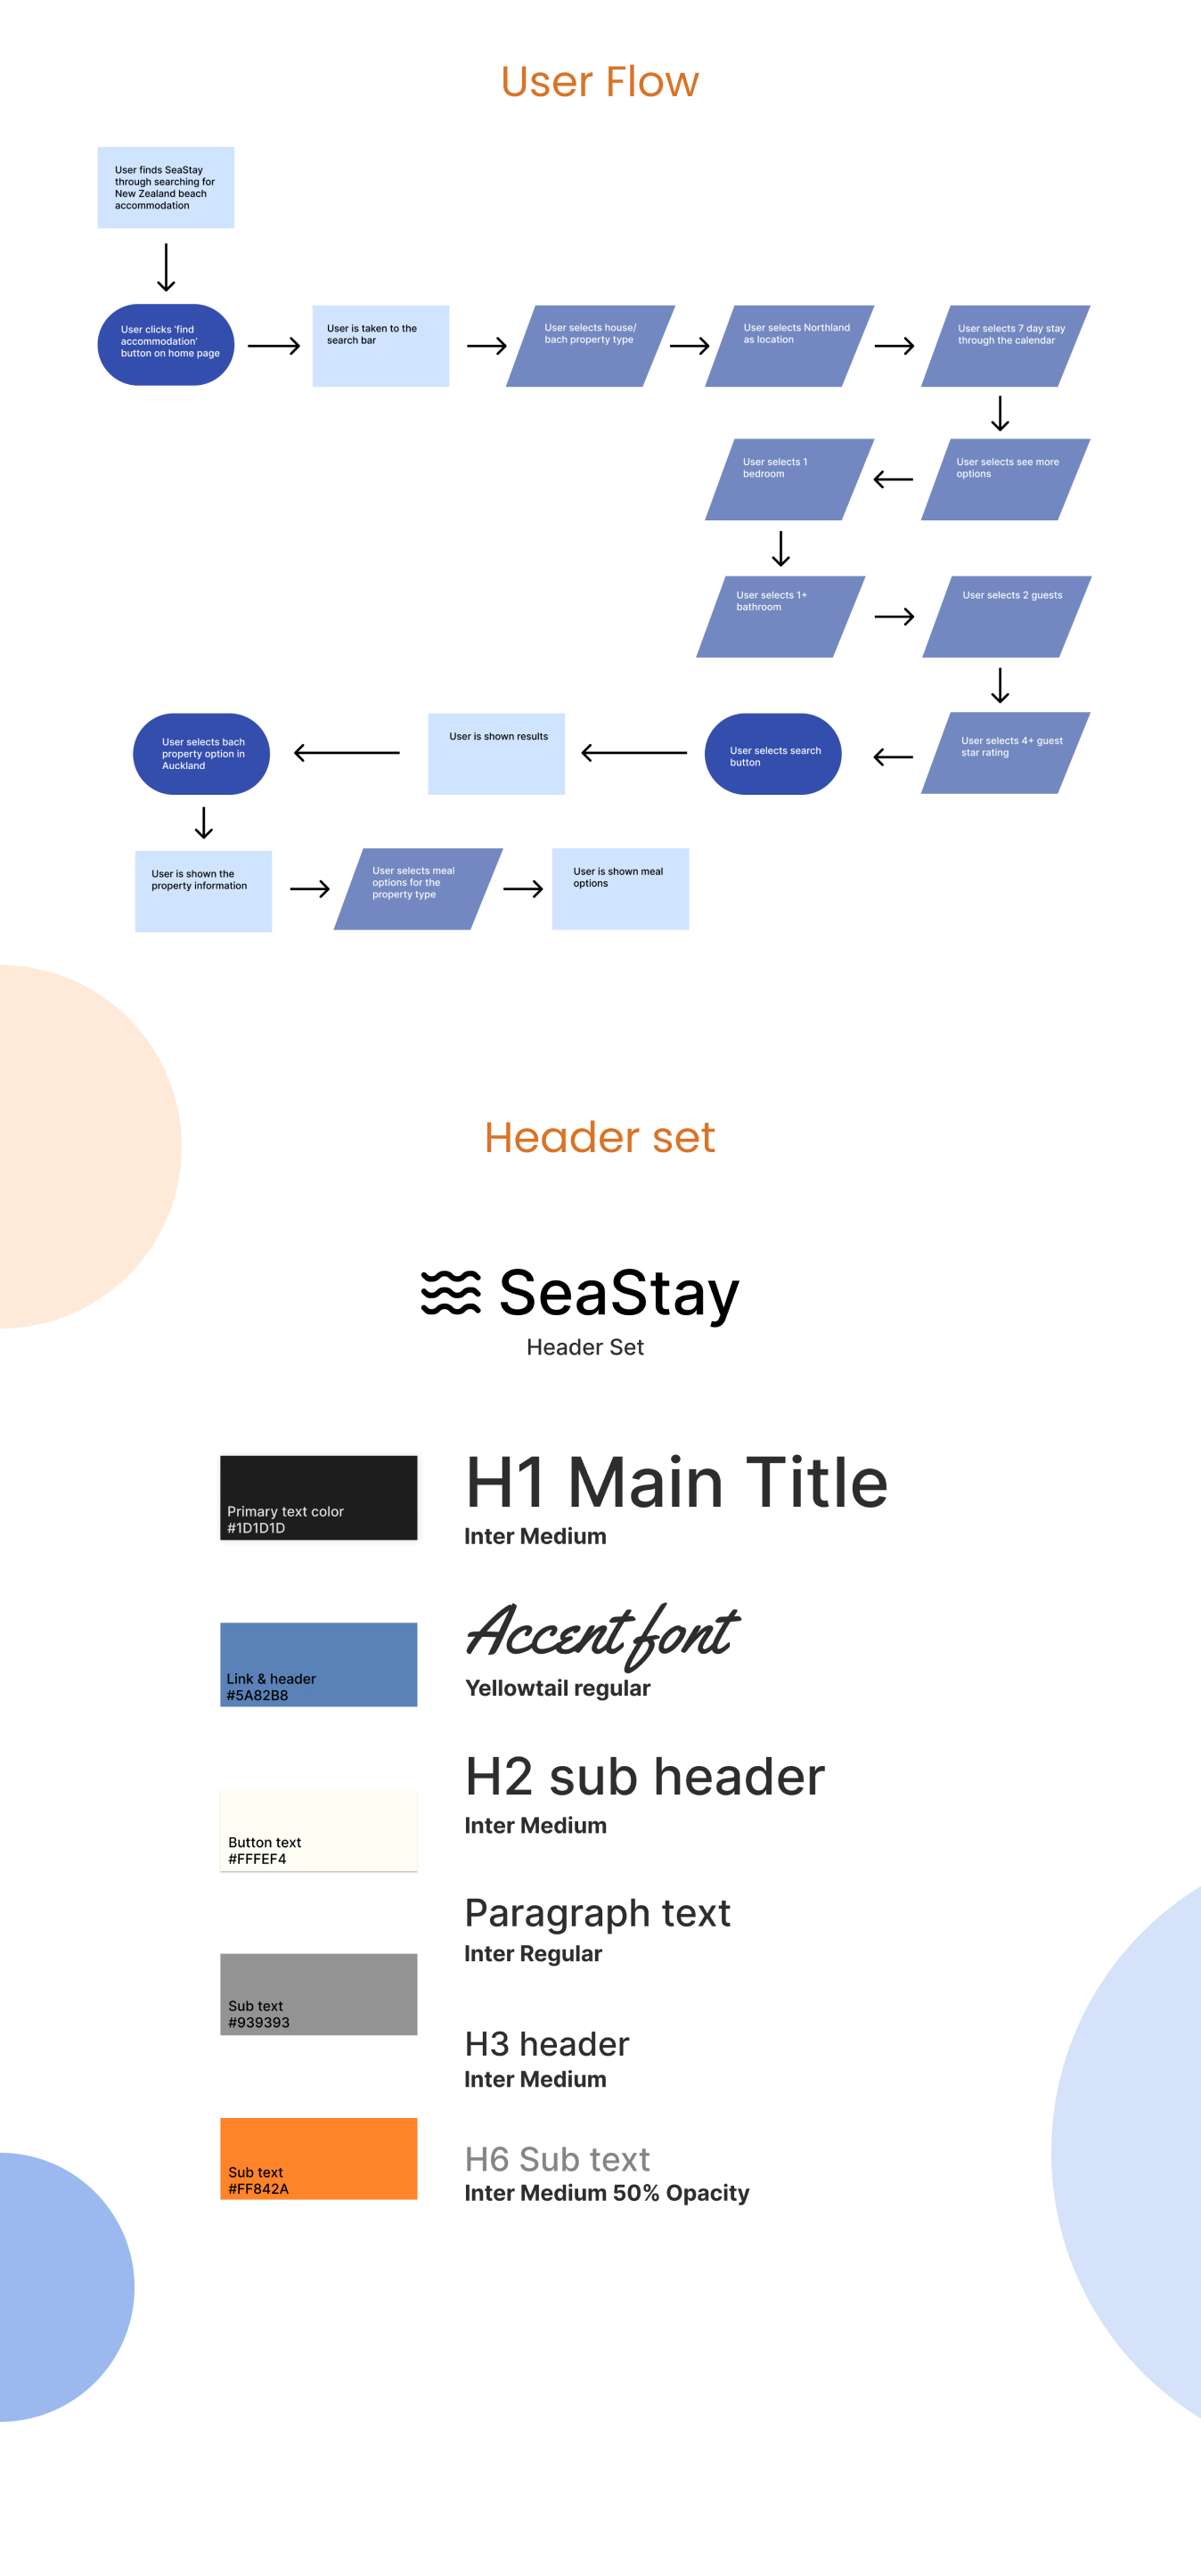 User Flow
User finds SeaStay
through searching for
New Zealand beach
accommodation
User clicks ‘find
accommodation’
button on home page
User is taken to the
search bar
User selects house/
bach property type
User selects Northland
as location
User selects 7 day stay
through the calendar
User selects see more
options
User selects 1
bedroom
User selects 1+
bathroom
User selects 2 guests
User selects 4+ guest
star rating
User selects search
button
User is shown results
User selects bach
property option in
Auckland
User is shown the
property information
User selects meal
options for the
property type
User is shown meal
options
Header set
SeaStay
Header Set
Primary text color
#1D1D1D
H1 Main Title
Inter Medium
Link & header
#5A82B8
Accent font
Yellowtail regular
Button text
#FFFEF4
H2 sub header
Inter Medium
Paragraph text
Inter Regular
Sub text
#939393
H3 header
Inter Medium
Sub text
#FF842A
H6 Sub text
Inter Medium 50% Opacity